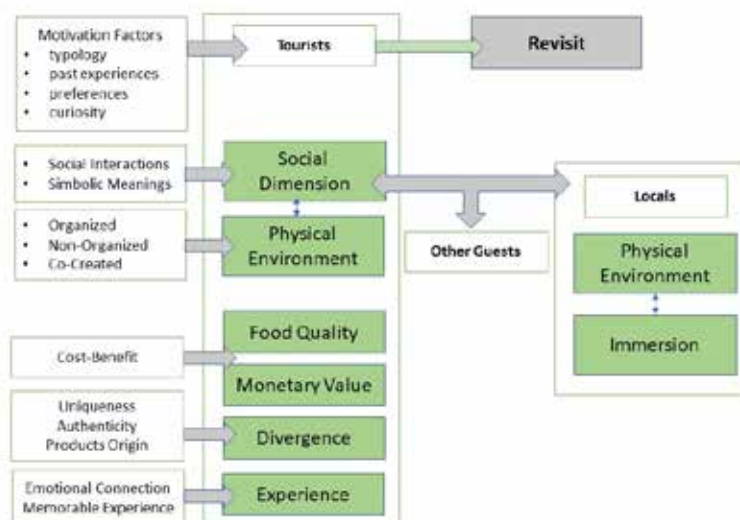 Motivation Factors
• typology
• past experiences
• preferences
• curiosity
Tourists
Revisit
• Social Interactions
• Simbolic Meanings
Social
Dimension
Locals
• Organized
• Non-Organized
• Co-Created
Physical
Environment
Other Guests
Physical
Environment
Immersion
Food Quality
Cost-Benefit
Monetary Value
Uniqueness
Authenticity
Products Origin
Divergence
Emotional Connection
Memorable Experience
Experience